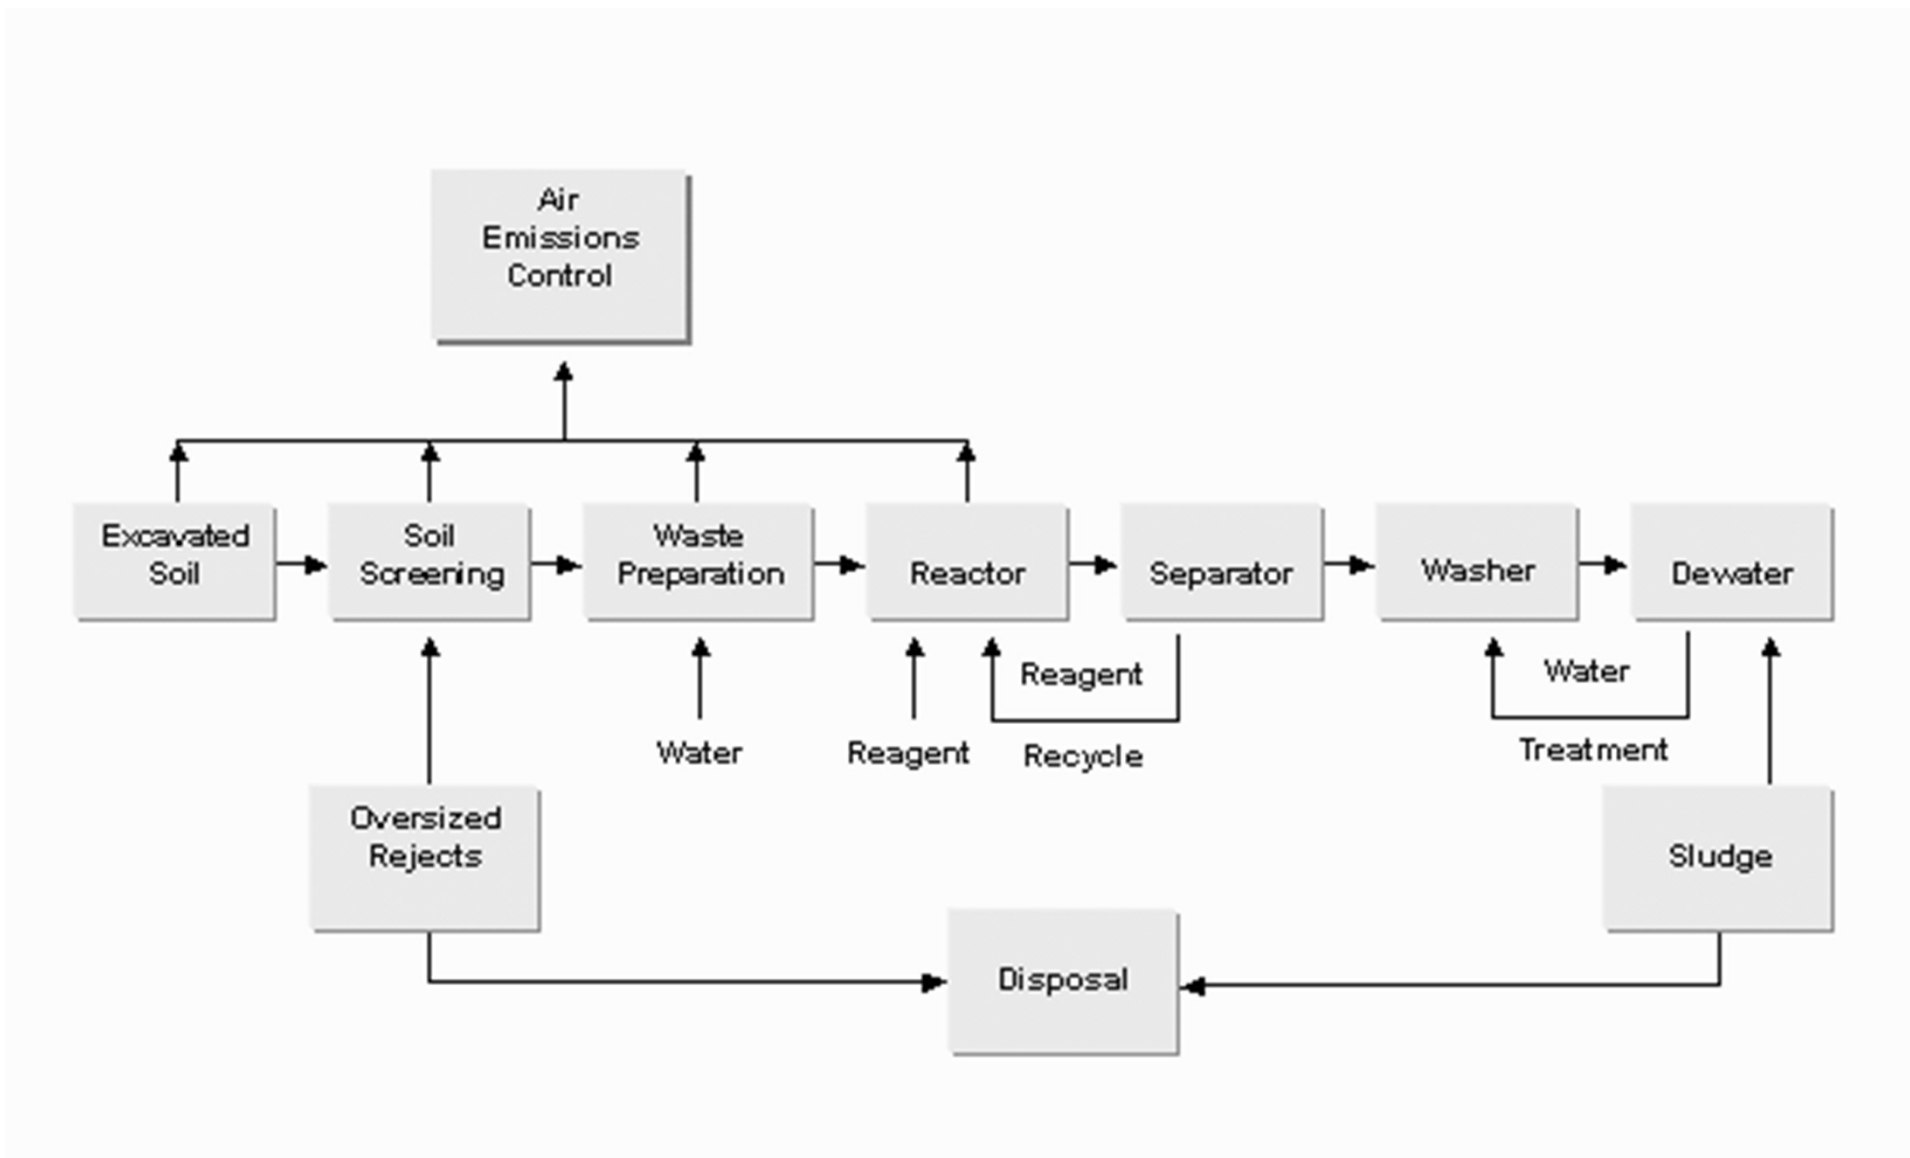 Air
Emissions
Control
Excavated
Soil
Soil
Screening
Waste
Preparation
Reactor
Separator
Washer
Dewater
Water
Reagent
Reagent
Recycle
Water
Treatment
Oversized
Rejects
Sludge
Disposal